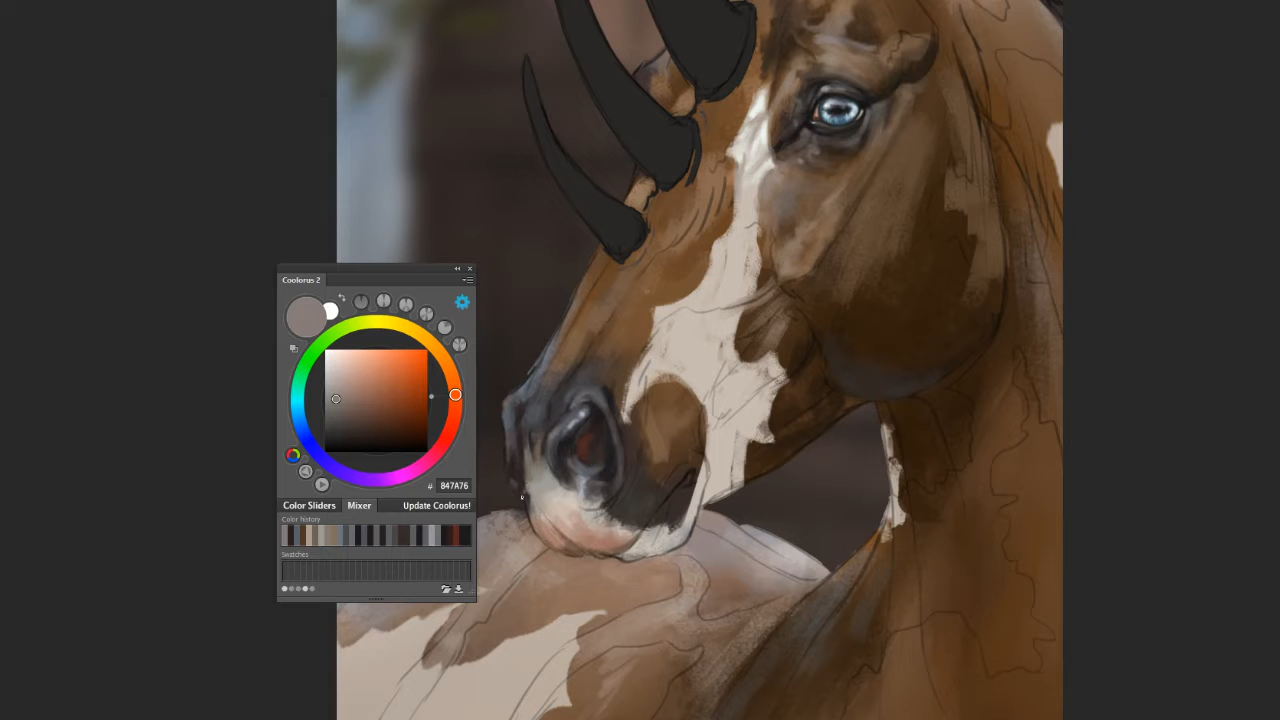 Coolorus 2
# 847A76
Color Sliders Mixer Update Coolorus!
Color history
Swatches